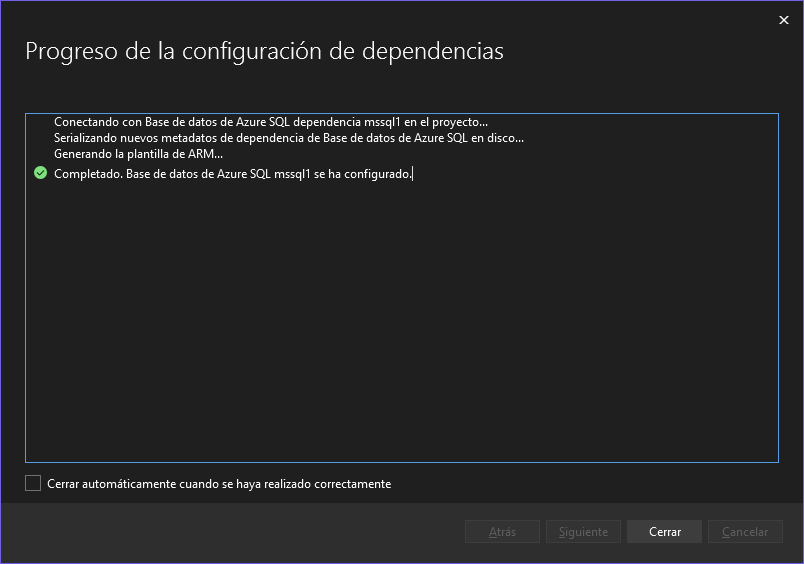 Progreso de la configuración de dependencias
Conectando con Base de datos de Azure SQL dependencia mssql1 en el proyecto...
Serializando nuevos metadatos de dependencia de Base de datos de Azure SQL en disco...
Generando la plantilla de ARM...
Completado. Base de datos de Azure SQL mssql1 se ha configurado.
Cerrar automáticamente cuando se haya realizado correctamente
Atrás
Siguiente
Cerrar
Cancelar